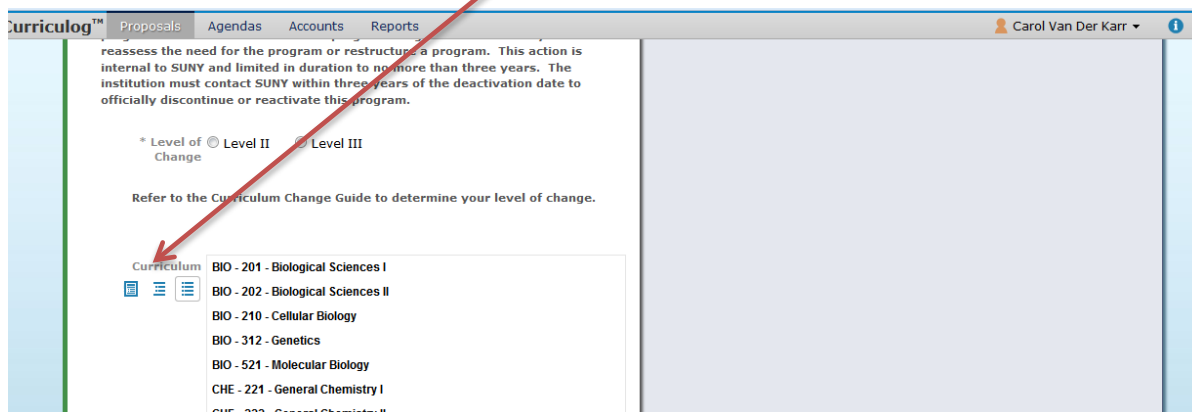 Curriculog™ Proposals Agendas Accounts Reports Carol Van Der Karr
reassess the need for the program or restructure a program. This action is
internal to SUNY and limited in duration to no more than three years. The
institution must contact SUNY within three years of the deactivation date to
officially discontinue or reactivate this program.
* Level of Change Level II Level III
Refer to the Curriculum Change Guide to determine your level of change.
Curriculum
BIO - 201 - Biological Sciences I
BIO - 202 - Biological Sciences II
BIO - 210 - Cellular Biology
BIO - 312 - Genetics
BIO - 521 - Molecular Biology
CHE - 221 - General Chemistry I